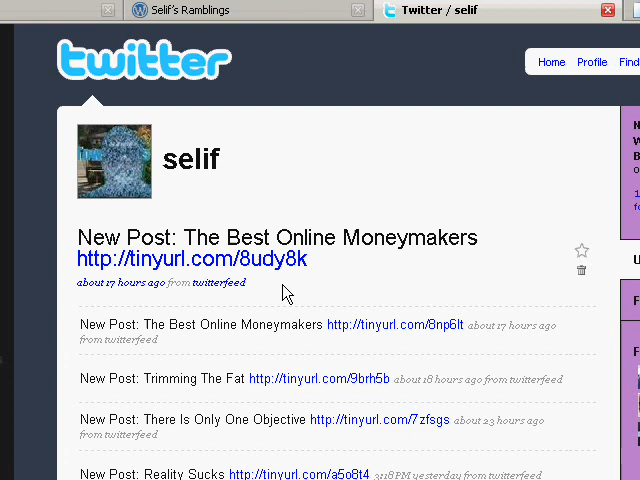 Selif's Ramblings
Twitter / selif
twitter
Home Profile Find
selif
New Post: The Best Online Moneymakers
http://tinyurl.com/8udy8k
about 17 hours ago from twitterfeed
New Post: The Best Online Moneymakers http://tinyurl.com/8np6lt about 17 hours ago
from twitterfeed
New Post: Trimming The Fat http://tinyurl.com/9brh5b about 18 hours ago from twitterfeed
New Post: There Is Only One Objective http://tinyurl.com/7zfsgs about 23 hours ago
from twitterfeed
New Post: Reality Sucks http://tinyurl.com/a5o8t4 3:18 PM yesterday from twitterfeed